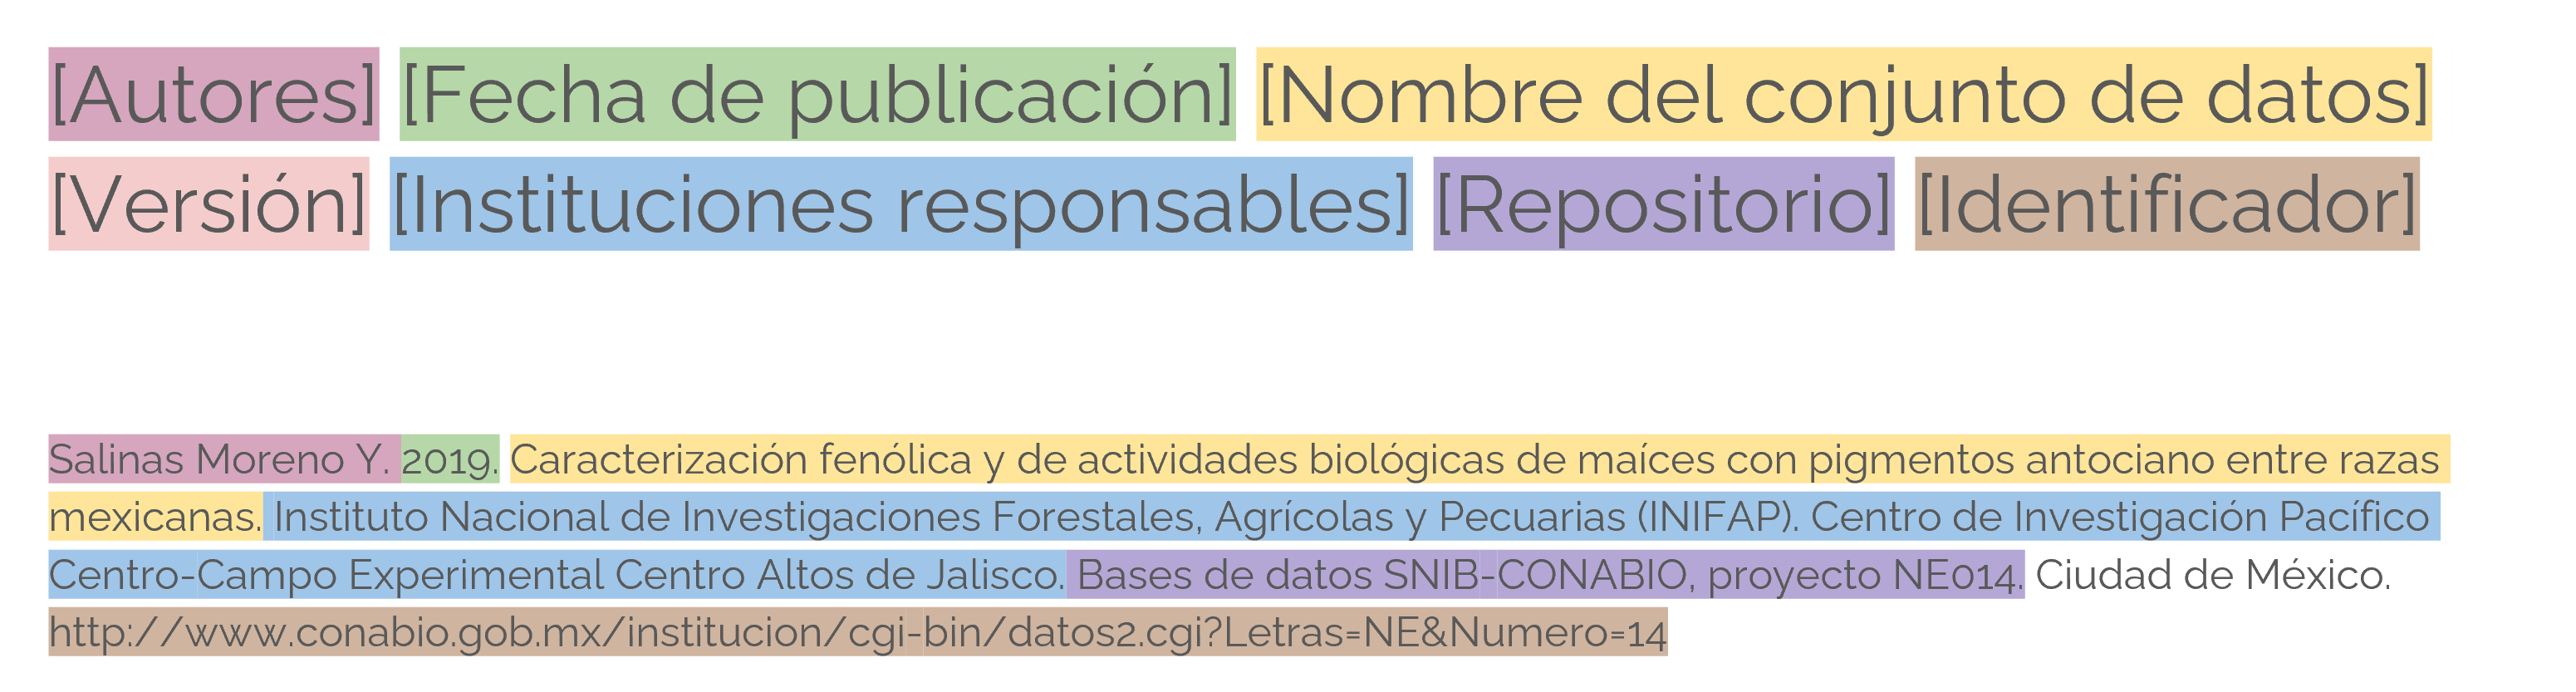 [Autores] [Fecha de publicación] [Nombre del conjunto de datos]
[Versión] [Instituciones responsables] [Repositorio] [Identificador]
Salinas Moreno Y. 2019. Caracterización fenólica y de actividades biológicas de maíces con pigmentos antociano entre razas
mexicanas. Instituto Nacional de Investigaciones Forestales, Agrícolas y Pecuarias (INIFAP). Centro de Investigación Pacífico
Centro-Campo Experimental Centro Altos de Jalisco. Bases de datos SNIB-CONABIO, proyecto NE014. Ciudad de México.
http://www.conabio.gob.mx/institucion/cgi-bin/datos2.cgi?Letras=NE&Numero=14